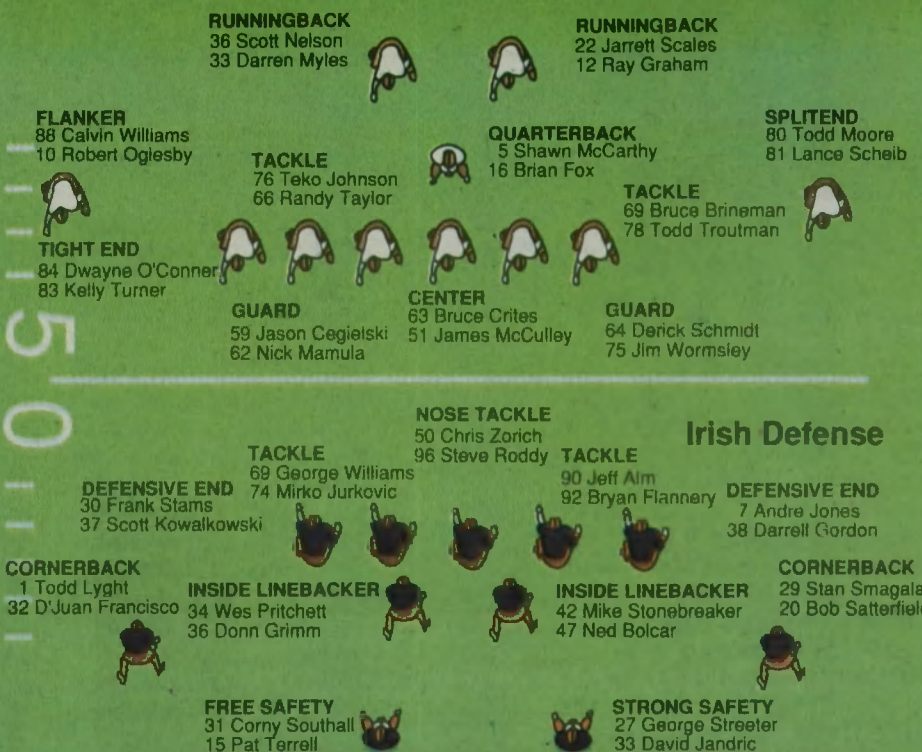 RUNNINGBACK
36 Scott Nelson
33 Darren Myles
RUNNINGBACK
22 Jarrett Scales
12 Ray Graham
FLANKER
88 Calvin Williams
10 Robert Oglesby
TACKLE
76 Teko Johnson
66 Randy Taylor
QUARTERBACK
5 Shawn McCarthy
16 Brian Fox
SPLITEND
80 Todd Moore
81 Lance Scheib
TACKLE
69 Bruce Brineman
78 Todd Troutman
TIGHT END
84 Dwayne O'Conner
83 Kelly Turner
GUARD
59 Jason Cegielski
62 Nick Mamula
CENTER
63 Bruce Crites
51 James McCulley
GUARD
64 Derick Schmidt
75 Jim Wormsley
5 0
Irish Defense
NOSE TACKLE
50 Chris Zorich
96 Steve Roddy
TACKLE
69 George Williams
74 Mirko Jurkovic
TACKLE
90 Jeff Alm
92 Bryan Flannery
DEFENSIVE END
30 Frank Stams
37 Scott Kowalkowski
DEFENSIVE END
7 Andre Jones
38 Darrell Gordon
CORNERBACK
1 Todd Lyght
32 D'Juan Francisco
INSIDE LINEBACKER
34 Wes Pritchett
36 Donn Grimm
INSIDE LINEBACKER
42 Mike Stonebreaker
47 Ned Bolcar
CORNERBACK
29 Stan Smagala
20 Bob Satterfield
FREE SAFETY
31 Corny Southall
15 Pat Terrell
STRONG SAFETY
27 George Streeter
33 David Jandric